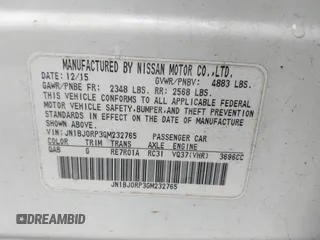 MANUFACTURED BY NISSAN MOTOR CO.,LTD.
DATE: 12/15 GVWR/PNBV: 4883 LBS.
GAWR/PNBE FR: 2348 LBS. RR: 2568 LBS.
THIS VEHICLE CONFORMS TO ALL APPLICABLE
FEDERAL MOTOR VEHICLE SAFETY,BUMPER,AND THEFT PREVENTION
STANDARDS IN EFFECT ON THE DATE OF MANUFACTURE
SHOWN ABOVE.
VIN: JN1BJ0RP3GM232765 PASSENGER CAR
COLOR TRIM TRANS AXLE ENGINE
QAB G RE7R01A RC31 VQ37(VHR) 3696CC
JN1BJ0RP3GM232765
AUTOBIDCAR